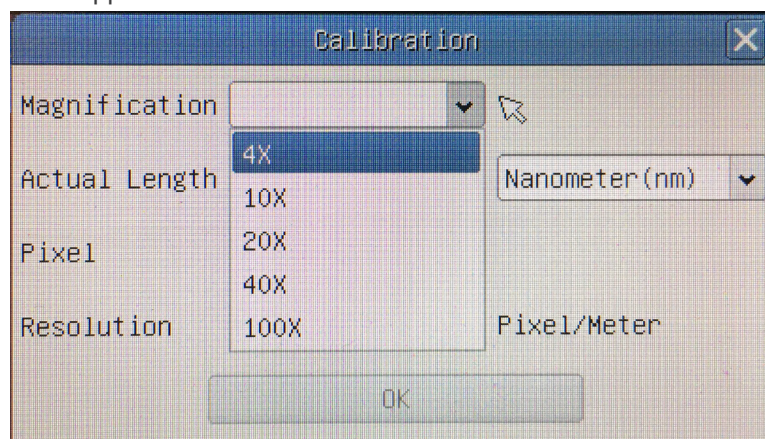 Calibration
Magnification
4X
Actual Length
Nanometer(nm)
10X
Pixel
20X
40X
Resolution
100X
Pixel/Meter
OK